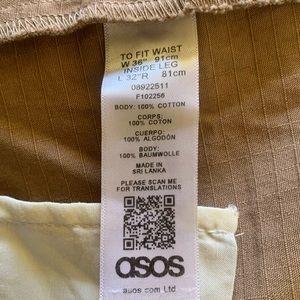 TO FIT WAIST
W 36" 91cm
INSIDE LEG
L 32"R 81cm
08922511
F102256
BODY: 100% COTTON
CORPS:
100% COTON
CUERPO:
100% ALGODÓN
BODY:
100% BAUMWOLLE
MADE IN
SRI LANKA
PLEASE SCAN ME
FOR TRANSLATIONS
asos
asos.com Ltd.